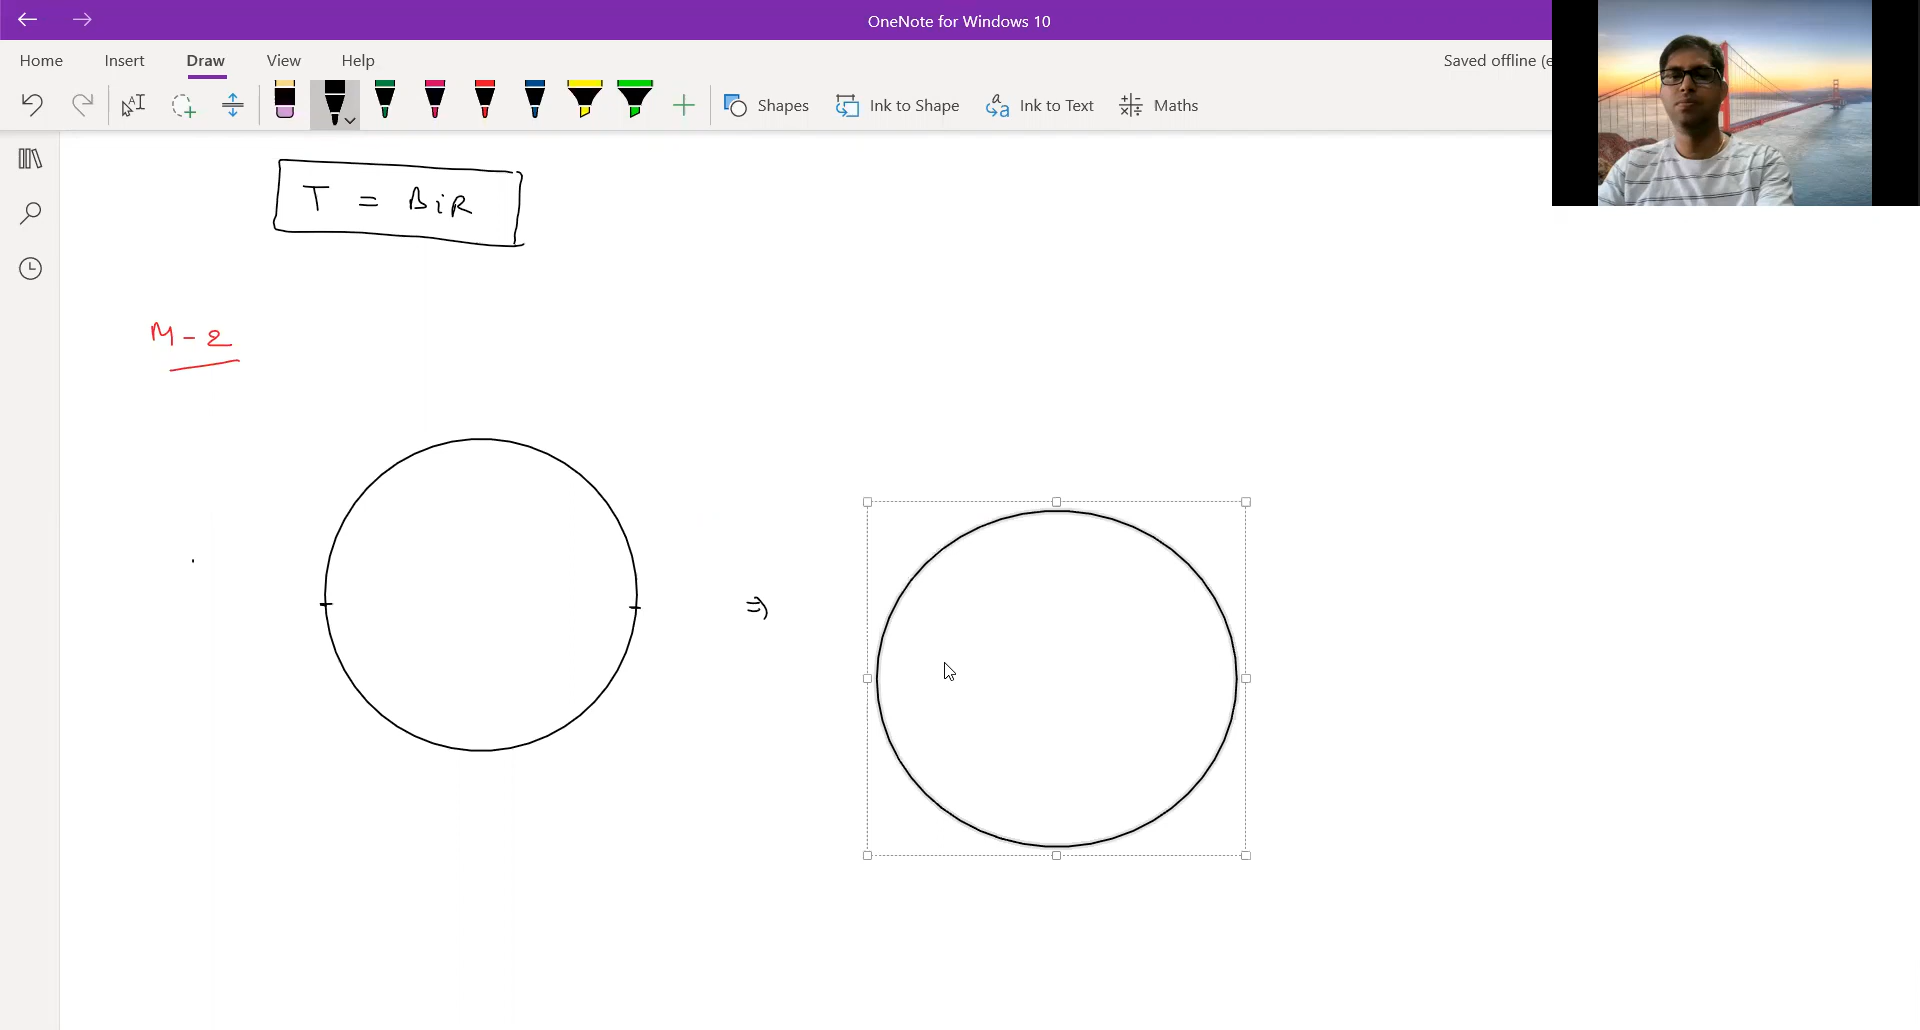 OneNote for Windows 10
Home Insert Draw View Help Saved offline (e
Shapes Ink to Shape Ink to Text Maths
T = BiR
M - 2
⇒